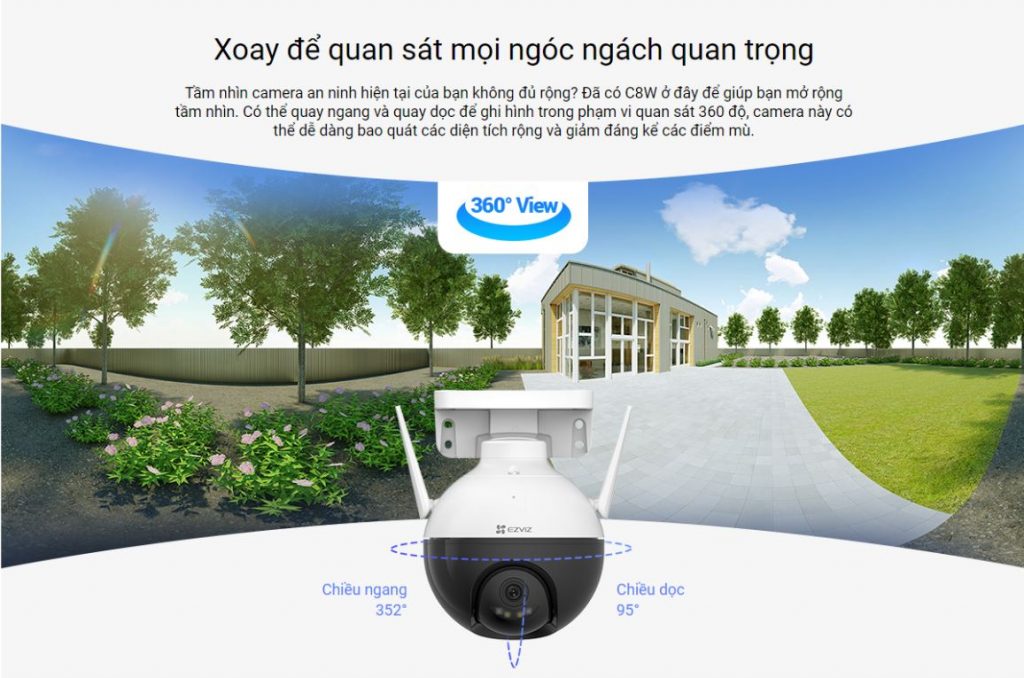 Xoay để quan sát mọi ngóc ngách quan trọng
Tầm nhìn camera an ninh hiện tại của bạn không đủ rộng? Đã có C8W ở đây để giúp bạn mở rộng
tầm nhìn. Có thể quay ngang và quay dọc để ghi hình trong phạm vi quan sát 360 độ, camera này có
thể dễ dàng bao quát các diện tích rộng và giảm đáng kể các điểm mù.
360° View
EZVIZ
Chiều ngang
352°
Chiều dọc
95°